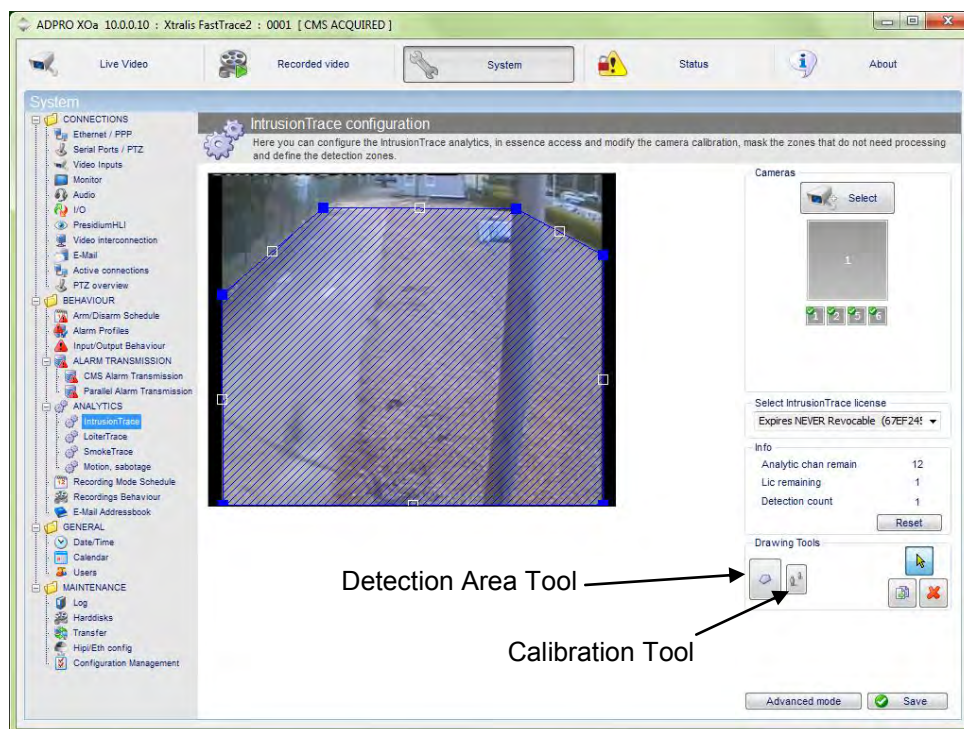 ADPRO XOa 10.0.0.10 : Xtralis FastTrace2 : 0001 [ CMS ACQUIRED ]
Live Video
Recorded video
System
Status
About
System
CONNECTIONS
Ethernet / PPP
Serial Ports / PTZ
Video Inputs
Monitor
Audio
I/O
PresidiumHLI
Video interconnection
E-Mail
Active connections
PTZ overview
BEHAVIOUR
Arm/Disarm Schedule
Alarm Profiles
Input/Output Behaviour
ALARM TRANSMISSION
CMS Alarm Transmission
Parallel Alarm Transmission
ANALYTICS
IntrusionTrace
LoiterTrace
SmokeTrace
Motion, sabotage
Recording Mode Schedule
Recordings Behaviour
E-Mail Addressbook
GENERAL
Date/Time
Calendar
Users
MAINTENANCE
Log
Harddisks
Transfer
Hipi/Eth config
Configuration Management
IntrusionTrace configuration
Here you can configure the IntrusionTrace analytics, in essence access and modify the camera calibration, mask the zones that do not need processing
and define the detection zones.
Cameras
Select
1
1 2 5 6
Select IntrusionTrace license
Expires NEVER Revocable (67EF245
Info
Analytic chan remain 12
Lic remaining 1
Detection count 1
Reset
Drawing Tools
Detection Area Tool
Calibration Tool
Advanced mode
Save